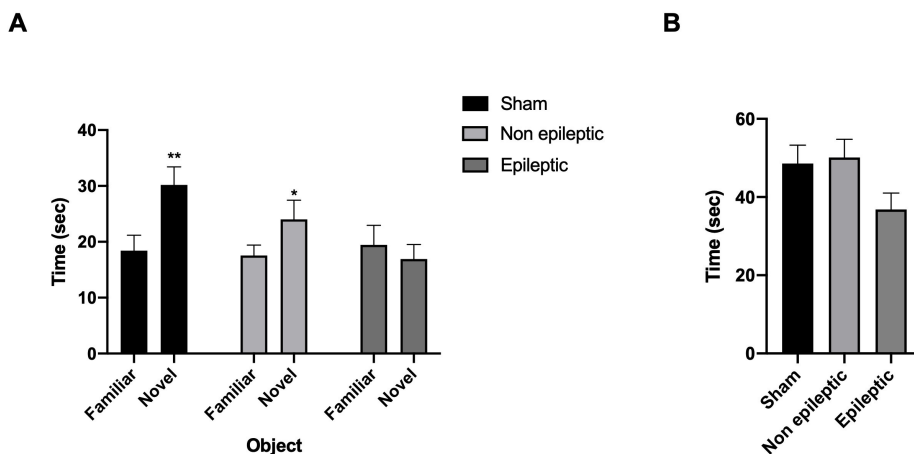 A
Time (sec)
40
30
20
10
0
**
*
Familiar
Novel
Familiar
Novel
Familiar
Novel
Object
Sham
Non epileptic
Epileptic
B
Time (sec)
60
40
20
0
Sham
Non epileptic
Epileptic